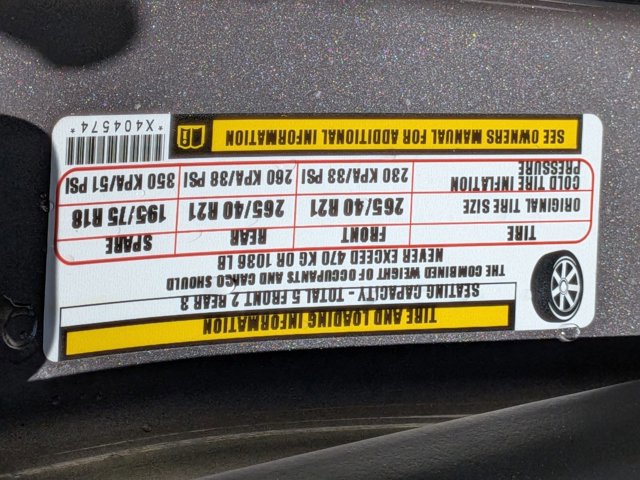 TIRE AND LOADING INFORMATION
SEATING CAPACITY - TOTAL 5 FRONT 2 REAR 3
THE COMBINED WEIGHT OF OCCUPANTS AND CARGO SHOULD
NEVER EXCEED 470 KG OR 1036 LB
TIRE FRONT REAR SPARE
ORIGINAL TIRE SIZE 265/40 R21 265/40 R21 195/75 R18
COLD TIRE INFLATION
PRESSURE 230 KPA/33 PSI 260 KPA/38 PSI 350 KPA/51 PSI
SEE OWNERS MANUAL FOR ADDITIONAL INFORMATION
*X404574*